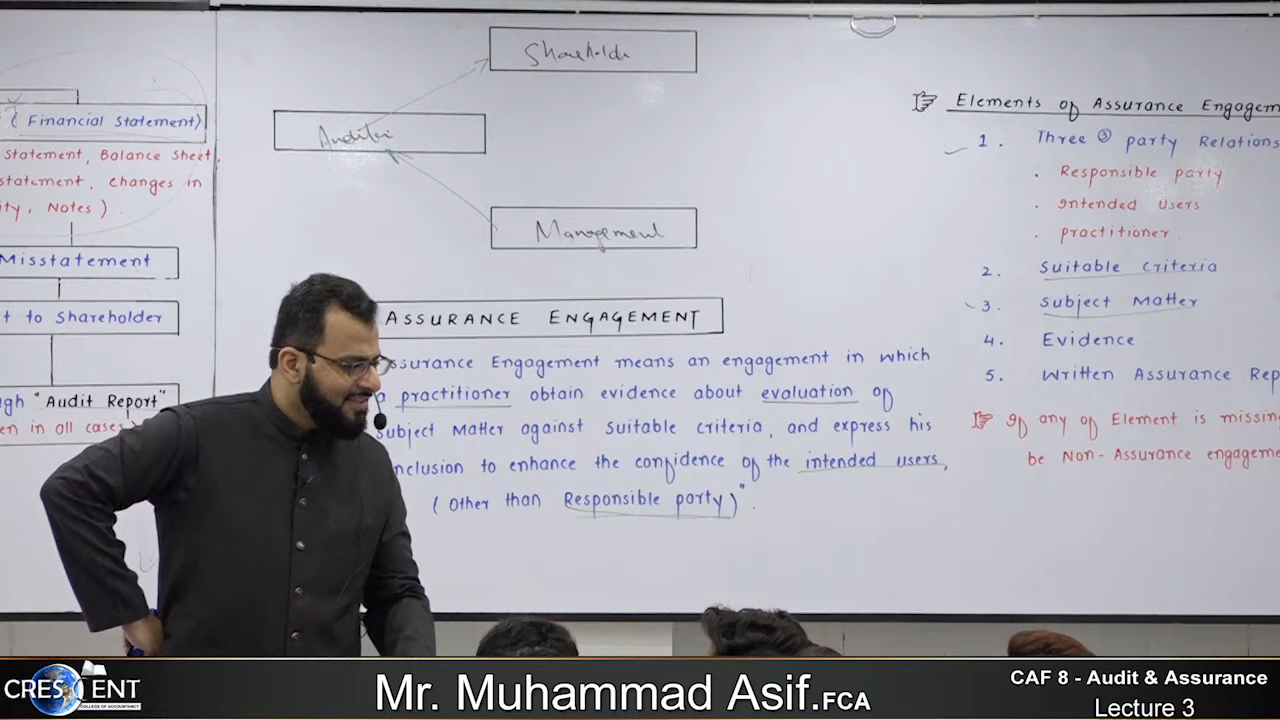 (Financial Statement)
statement, Balance Sheet,
statement, Changes in
ity, Notes)
Misstatement
t to Shareholder
gh "Audit Report"
en in all cases)
Auditor
Management
ASSURANCE ENGAGEMENT
ssurance Engagement means an engagement in which
a practitioner obtain evidence about evaluation of
subject Matter against suitable criteria, and express his
nclusion to enhance the confidence of the intended users,
(Other than Responsible party)".
Elements of Assurance Engagem
1. Three ③ party Relations
. Responsible party
. Intended users
. practitioner.
2. Suitable criteria
3. Subject Matter
4. Evidence
5. Written Assurance Rep
If any of Element is missin
be Non-Assurance engageme
CRESCENT
COLLEGE OF ACCOUNTANCY
Mr. Muhammad Asif.FCA
CAF 8 - Audit & Assurance
Lecture 3